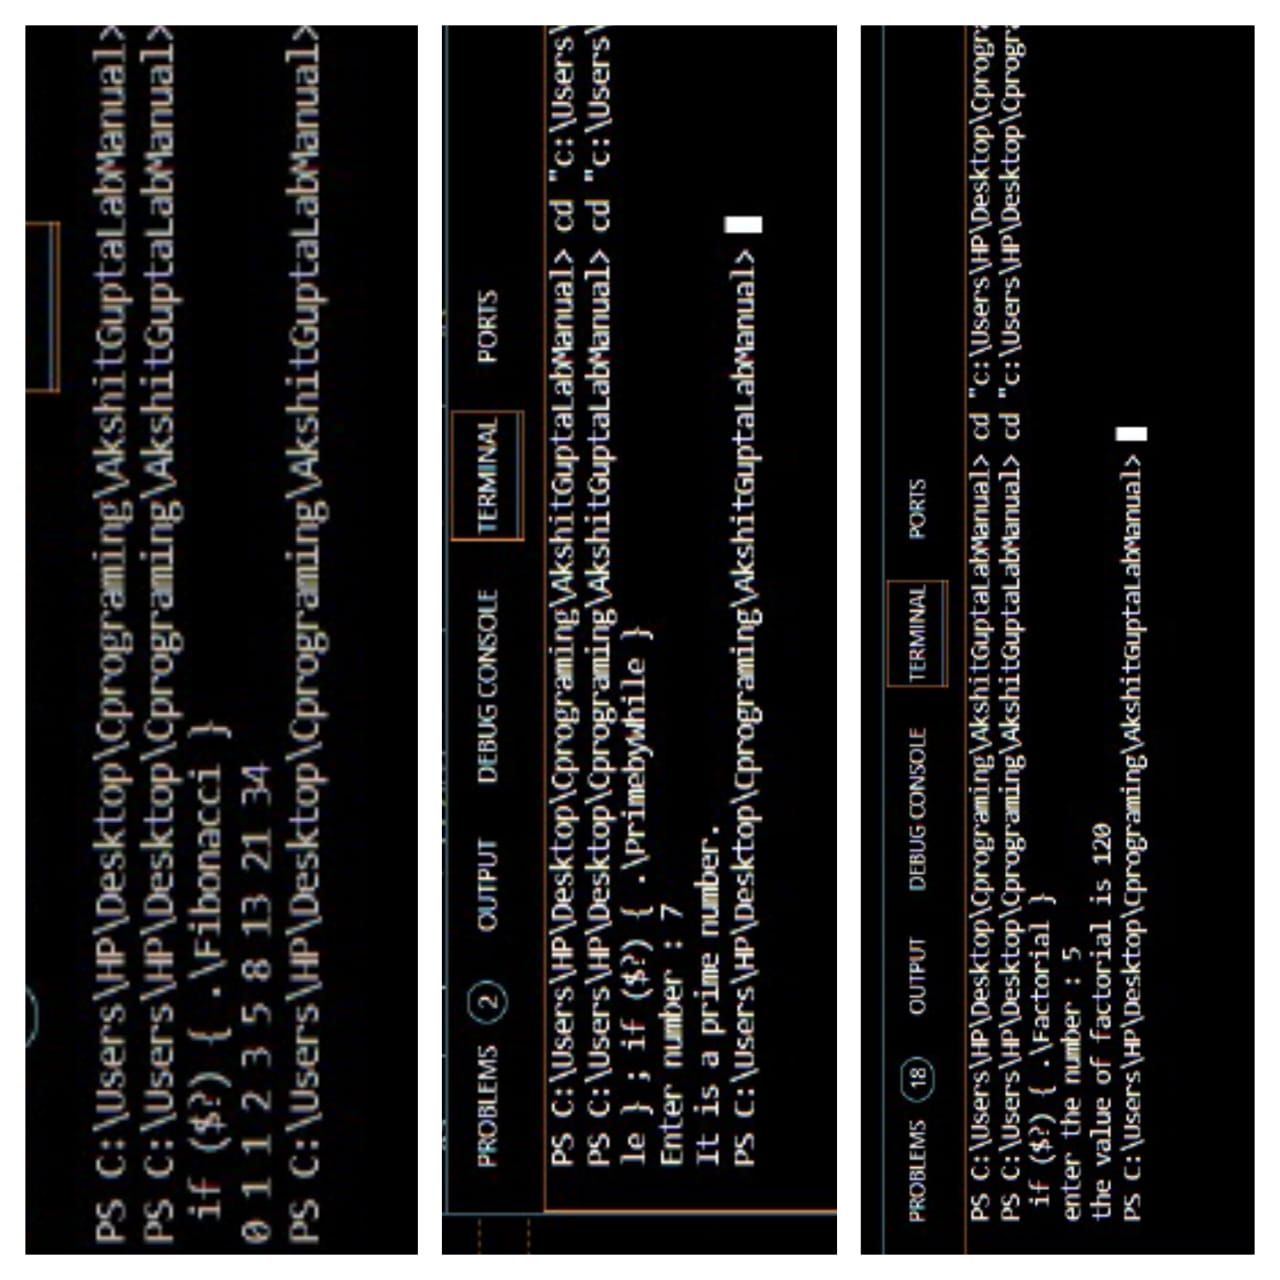 PS C:\Users\HP\Desktop\Cprograming\AkshitGuptaLabManual>
PS C:\Users\HP\Desktop\Cprograming\AkshitGuptaLabManual>
if ($?) { .\Fibonacci }
0 1 1 2 3 5 8 13 21 34
PS C:\Users\HP\Desktop\Cprograming\AkshitGuptaLabManual>
PROBLEMS 2 OUTPUT DEBUG CONSOLE TERMINAL PORTS
PS C:\Users\HP\Desktop\Cprograming\AkshitGuptaLabManual> cd "c:\Users\
PS C:\Users\HP\Desktop\Cprograming\AkshitGuptaLabManual> cd "c:\Users\
le } ; if ($?) { .\PrimebyWhile }
Enter number : 7
It is a prime number.
PS C:\Users\HP\Desktop\Cprograming\AkshitGuptaLabManual>
PROBLEMS 18 OUTPUT DEBUG CONSOLE TERMINAL PORTS
PS C:\Users\HP\Desktop\Cprograming\AkshitGuptaLabManual> cd "c:\Users\HP\Desktop\Cprogr
PS C:\Users\HP\Desktop\Cprograming\AkshitGuptaLabManual> cd "c:\Users\HP\Desktop\Cprogr
if ($?) { .\Factorial }
enter the number : 5
the value of factorial is 120
PS C:\Users\HP\Desktop\Cprograming\AkshitGuptaLabManual>